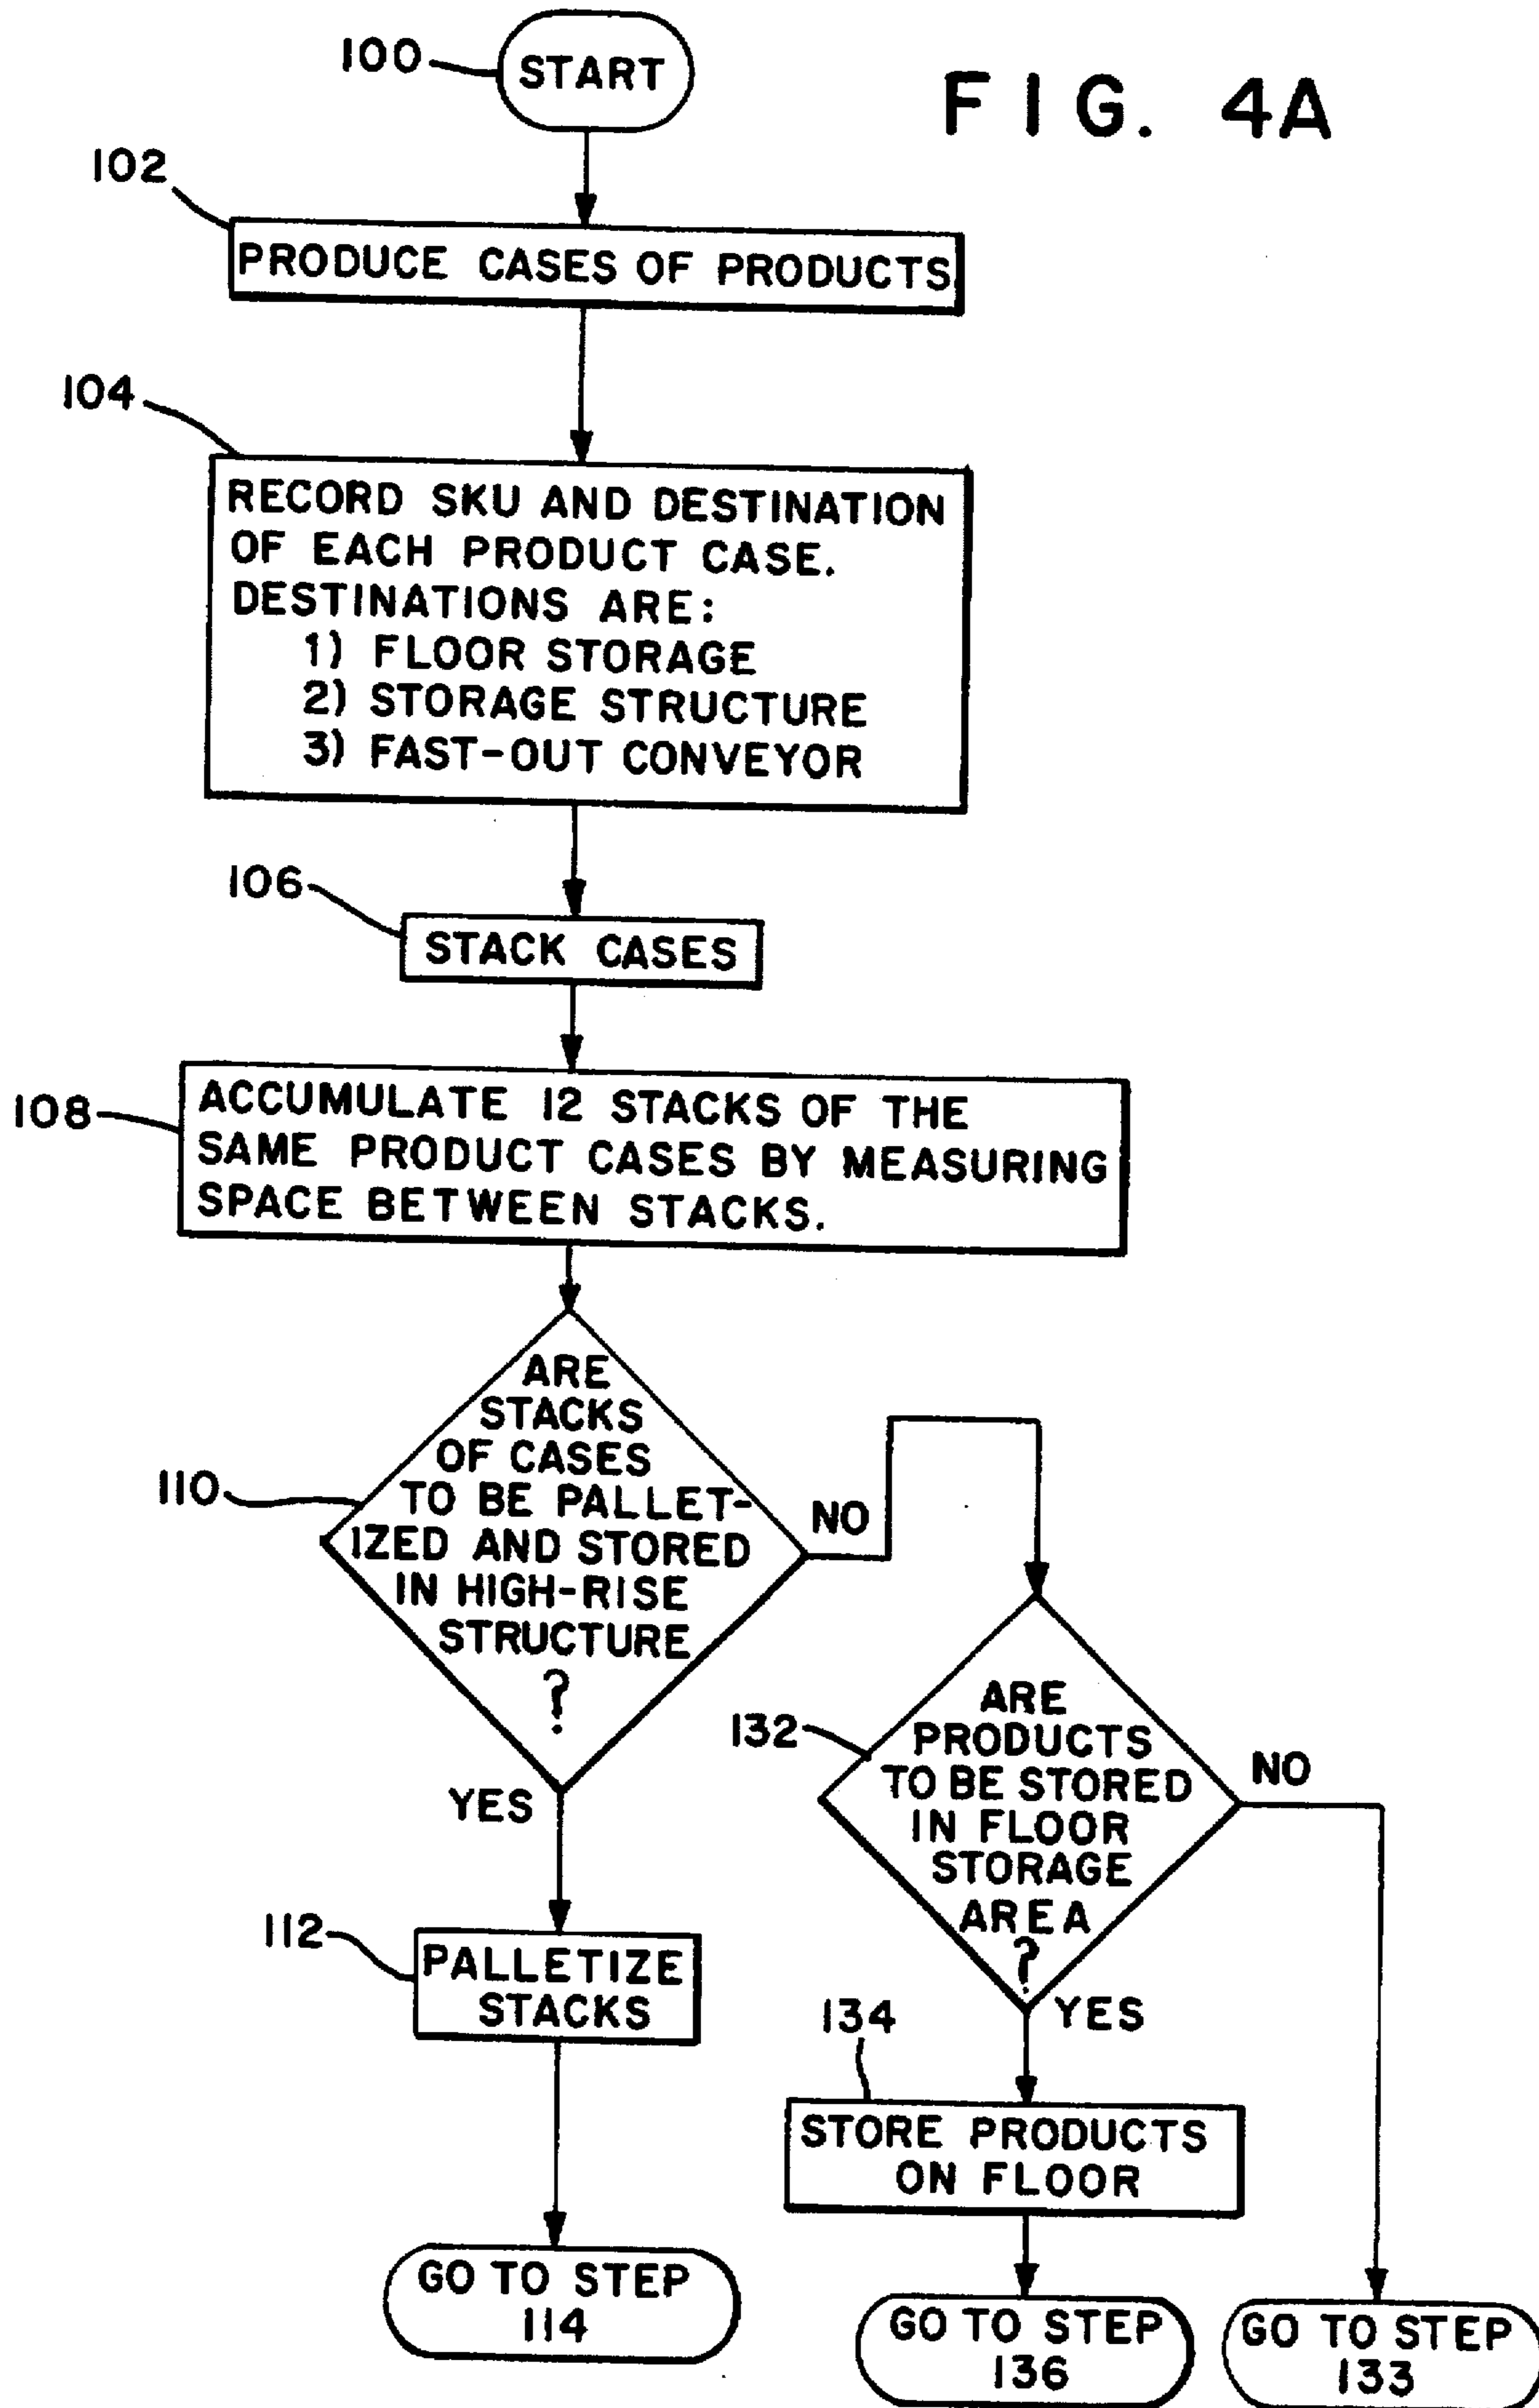 FIG. 4A
100
START
102
PRODUCE CASES OF PRODUCTS
104
RECORD SKU AND DESTINATION
OF EACH PRODUCT CASE.
DESTINATIONS ARE:
1) FLOOR STORAGE
2) STORAGE STRUCTURE
3) FAST-OUT CONVEYOR
106
STACK CASES
108
ACCUMULATE 12 STACKS OF THE
SAME PRODUCT CASES BY MEASURING
SPACE BETWEEN STACKS.
110
ARE
STACKS
OF CASES
TO BE PALLET-
IZED AND STORED
IN HIGH-RISE
STRUCTURE
?
NO
YES
132
ARE
PRODUCTS
TO BE STORED
IN FLOOR
STORAGE
AREA
?
NO
YES
112
PALLETIZE
STACKS
134
STORE PRODUCTS
ON FLOOR
GO TO STEP
114
GO TO STEP
136
GO TO STEP
133